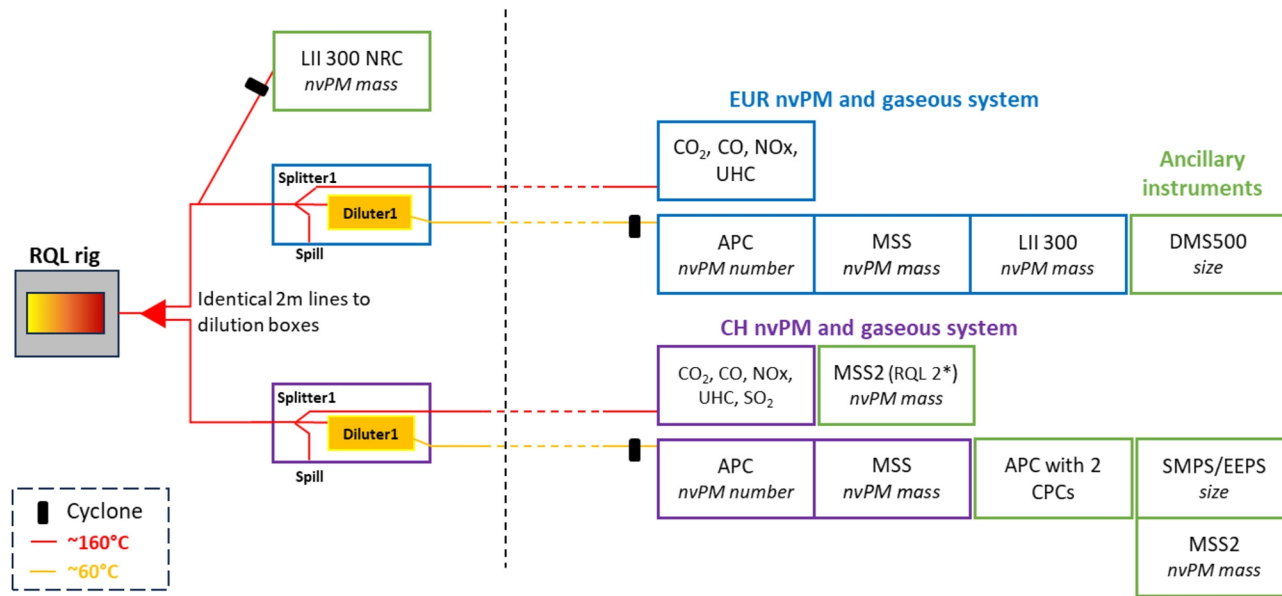 LII 300 NRC
nvPM mass
EUR nvPM and gaseous system
CO₂, CO, NOx,
UHC
Ancillary
instruments
Splitter1
Diluter1
Spill
APC
nvPM number
MSS
nvPM mass
LII 300
nvPM mass
DMS500
size
RQL rig
Identical 2m lines to
dilution boxes
CH nvPM and gaseous system
CO₂, CO, NOx,
UHC, SO₂
MSS2 (RQL 2*)
nvPM mass
Splitter1
Diluter1
Spill
APC
nvPM number
MSS
nvPM mass
APC with 2
CPCs
SMPS/EEPS
size
MSS2
nvPM mass
Cyclone
~160°C
~60°C